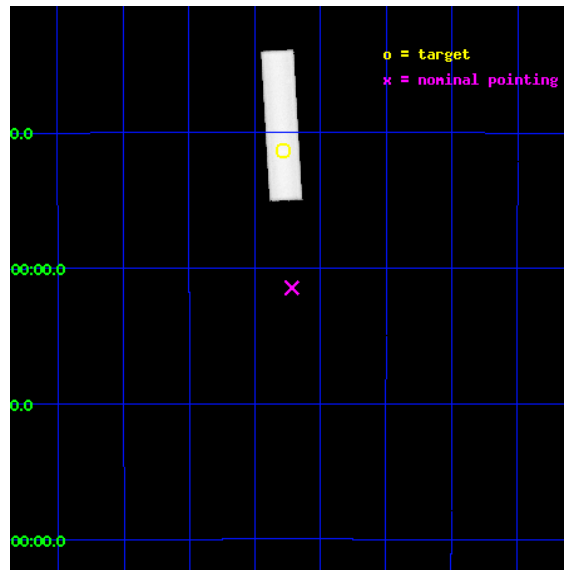 o = target
x = nominal pointing
0.0
00:00.0
0.0
00:00.0